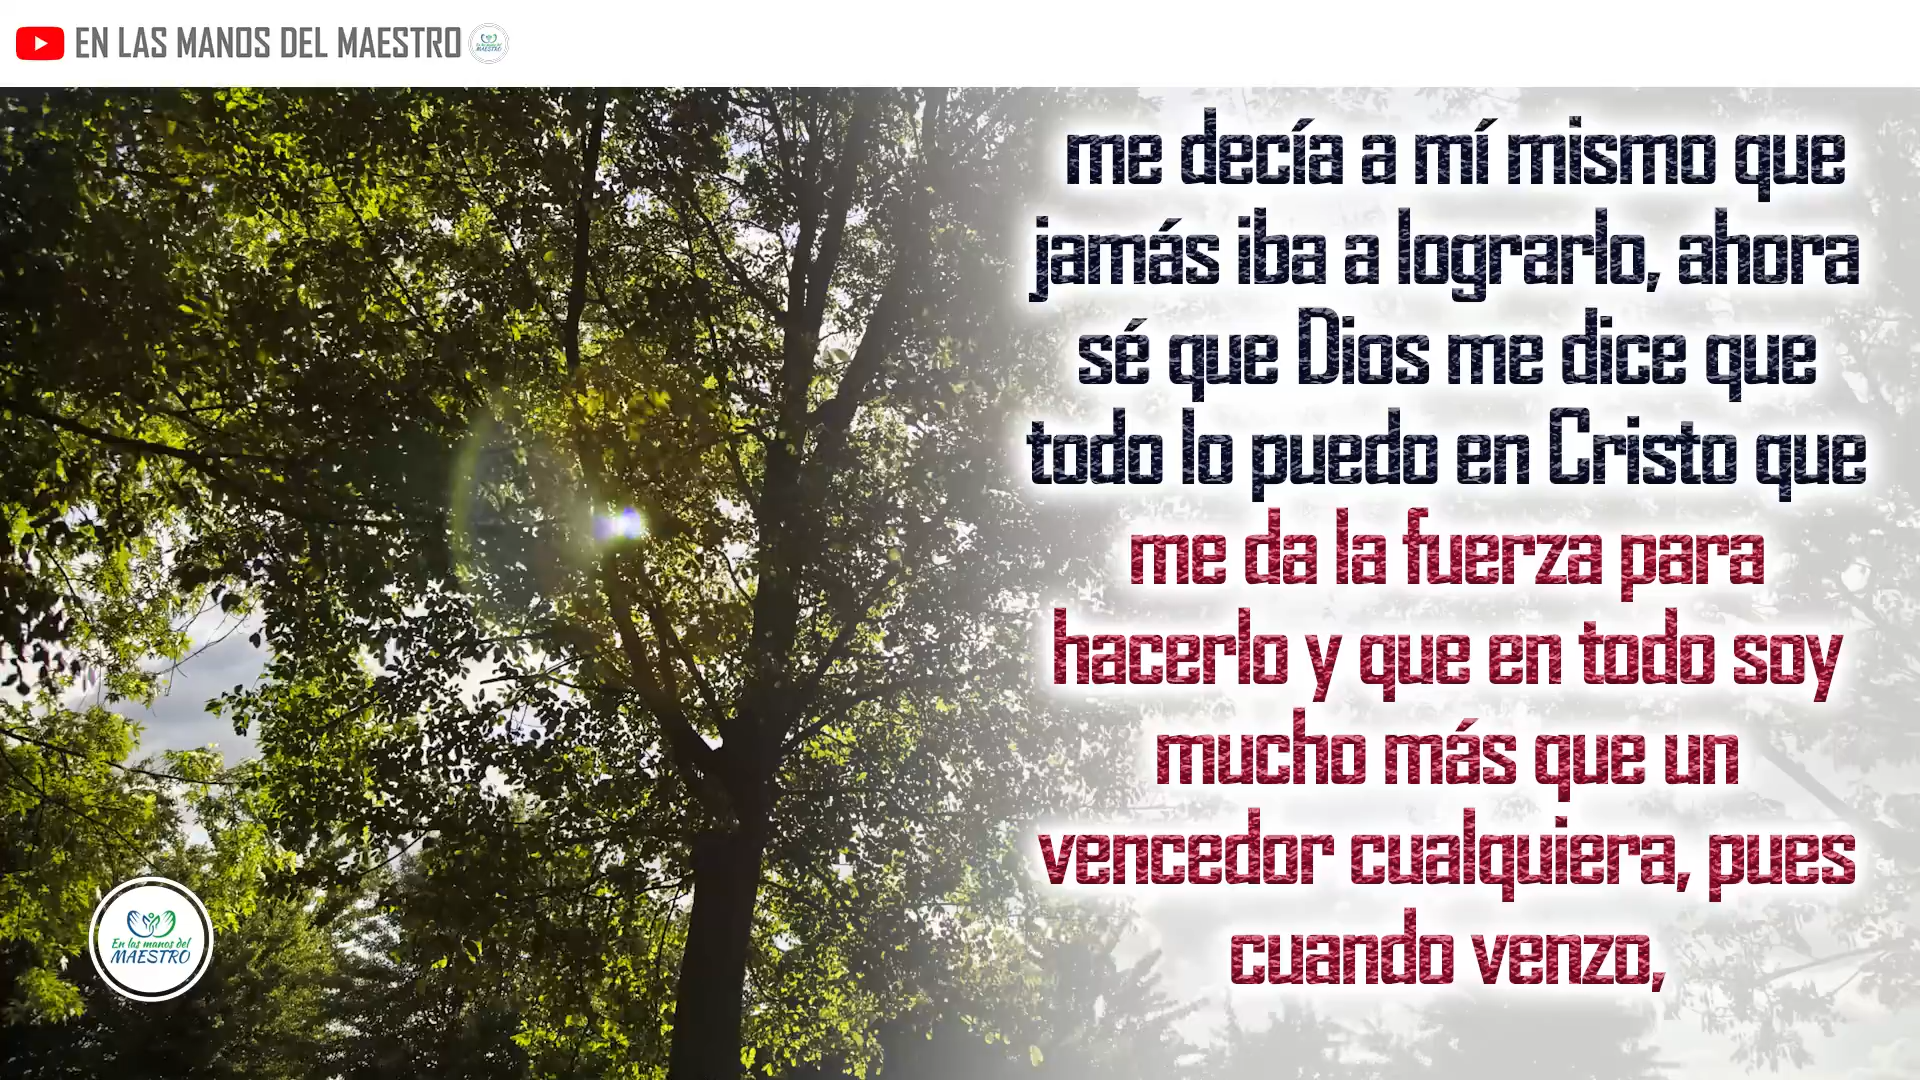 EN LAS MANOS DEL MAESTRO
me decía a mí mismo que
jamás iba a lograrlo, ahora
sé que Dios me dice que
todo lo puedo en Cristo que
me da la fuerza para
hacerlo y que en todo soy
mucho más que un
vencedor cualquiera, pues
cuando venzo,
En las manos del
MAESTRO